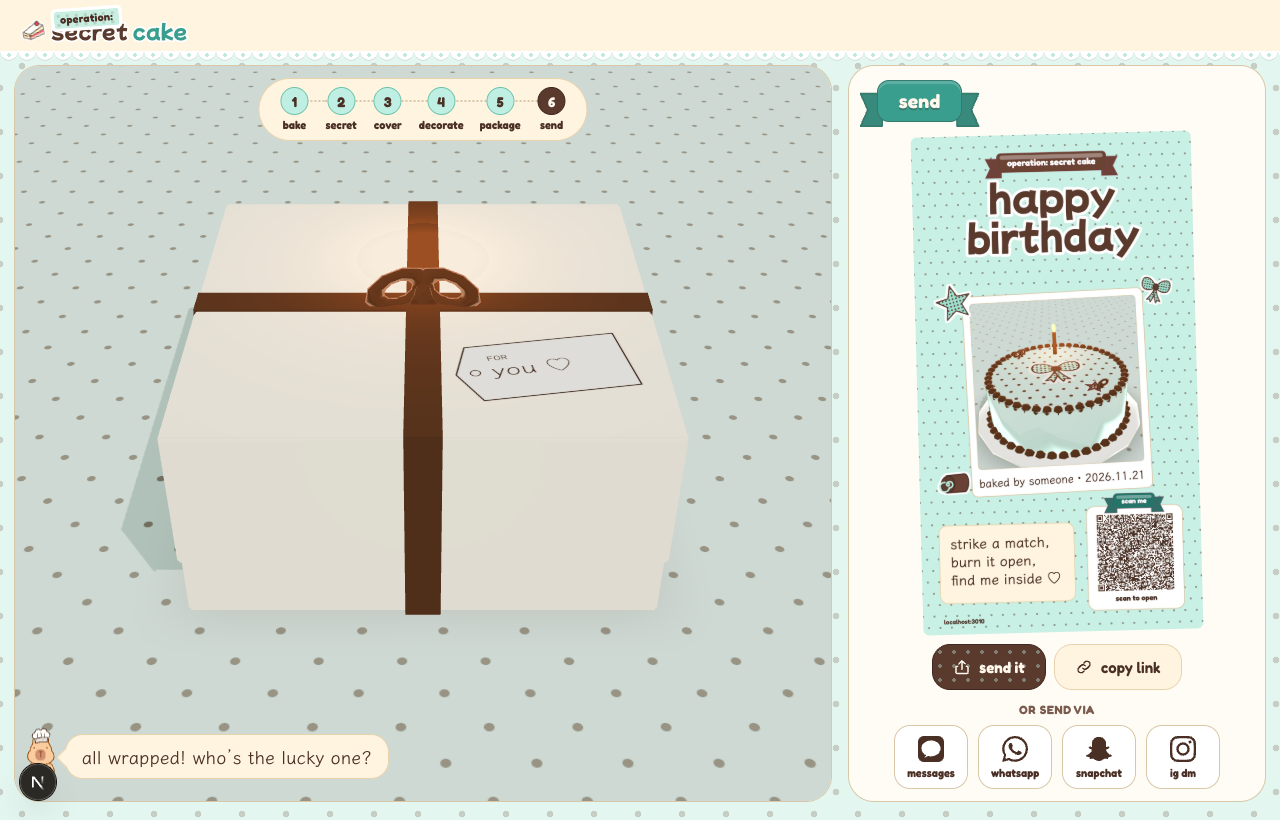 operation:
secret cake
1 2 3 4 5 6
bake secret cover decorate package send
FOR
you ♡
all wrapped! who's the lucky one?
N
send
operation: secret cake
happy
birthday
baked by someone • 2026.11.21
scan me
strike a match,
burn it open,
find me inside ♡
scan to open
localhost:3010
send it
copy link
OR SEND VIA
messages whatsapp snapchat ig dm